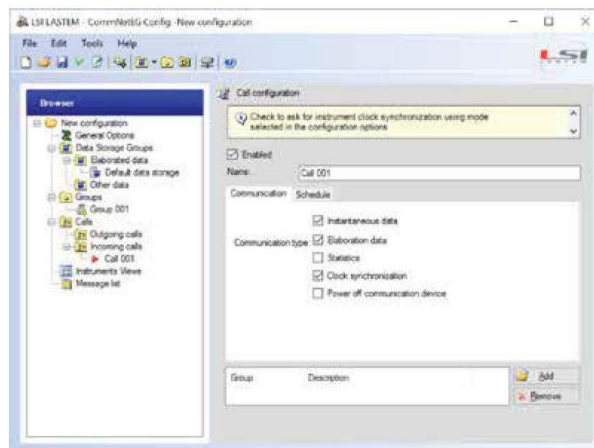 LSI LASTEM - CommNetEG Config -New configuration
File Edit Tools Help
LSI
LASTEM
Browser
New configuration
General Options
Data Storage Groups
Elaborated data
Default data storage
Other data
Groups
Group 001
Calls
Outgoing calls
Incoming calls
Call 001
Instruments Views
Message list
Call configuration
Check to ask for instrument clock synchronization using mode
selected in the configuration options
Enabled
Name: Call 001
Communication Schedule
Instantaneous data
Communication type: Elaboration data
Statistics
Clock synchronization
Power off communication device
Group Description
Add
Remove